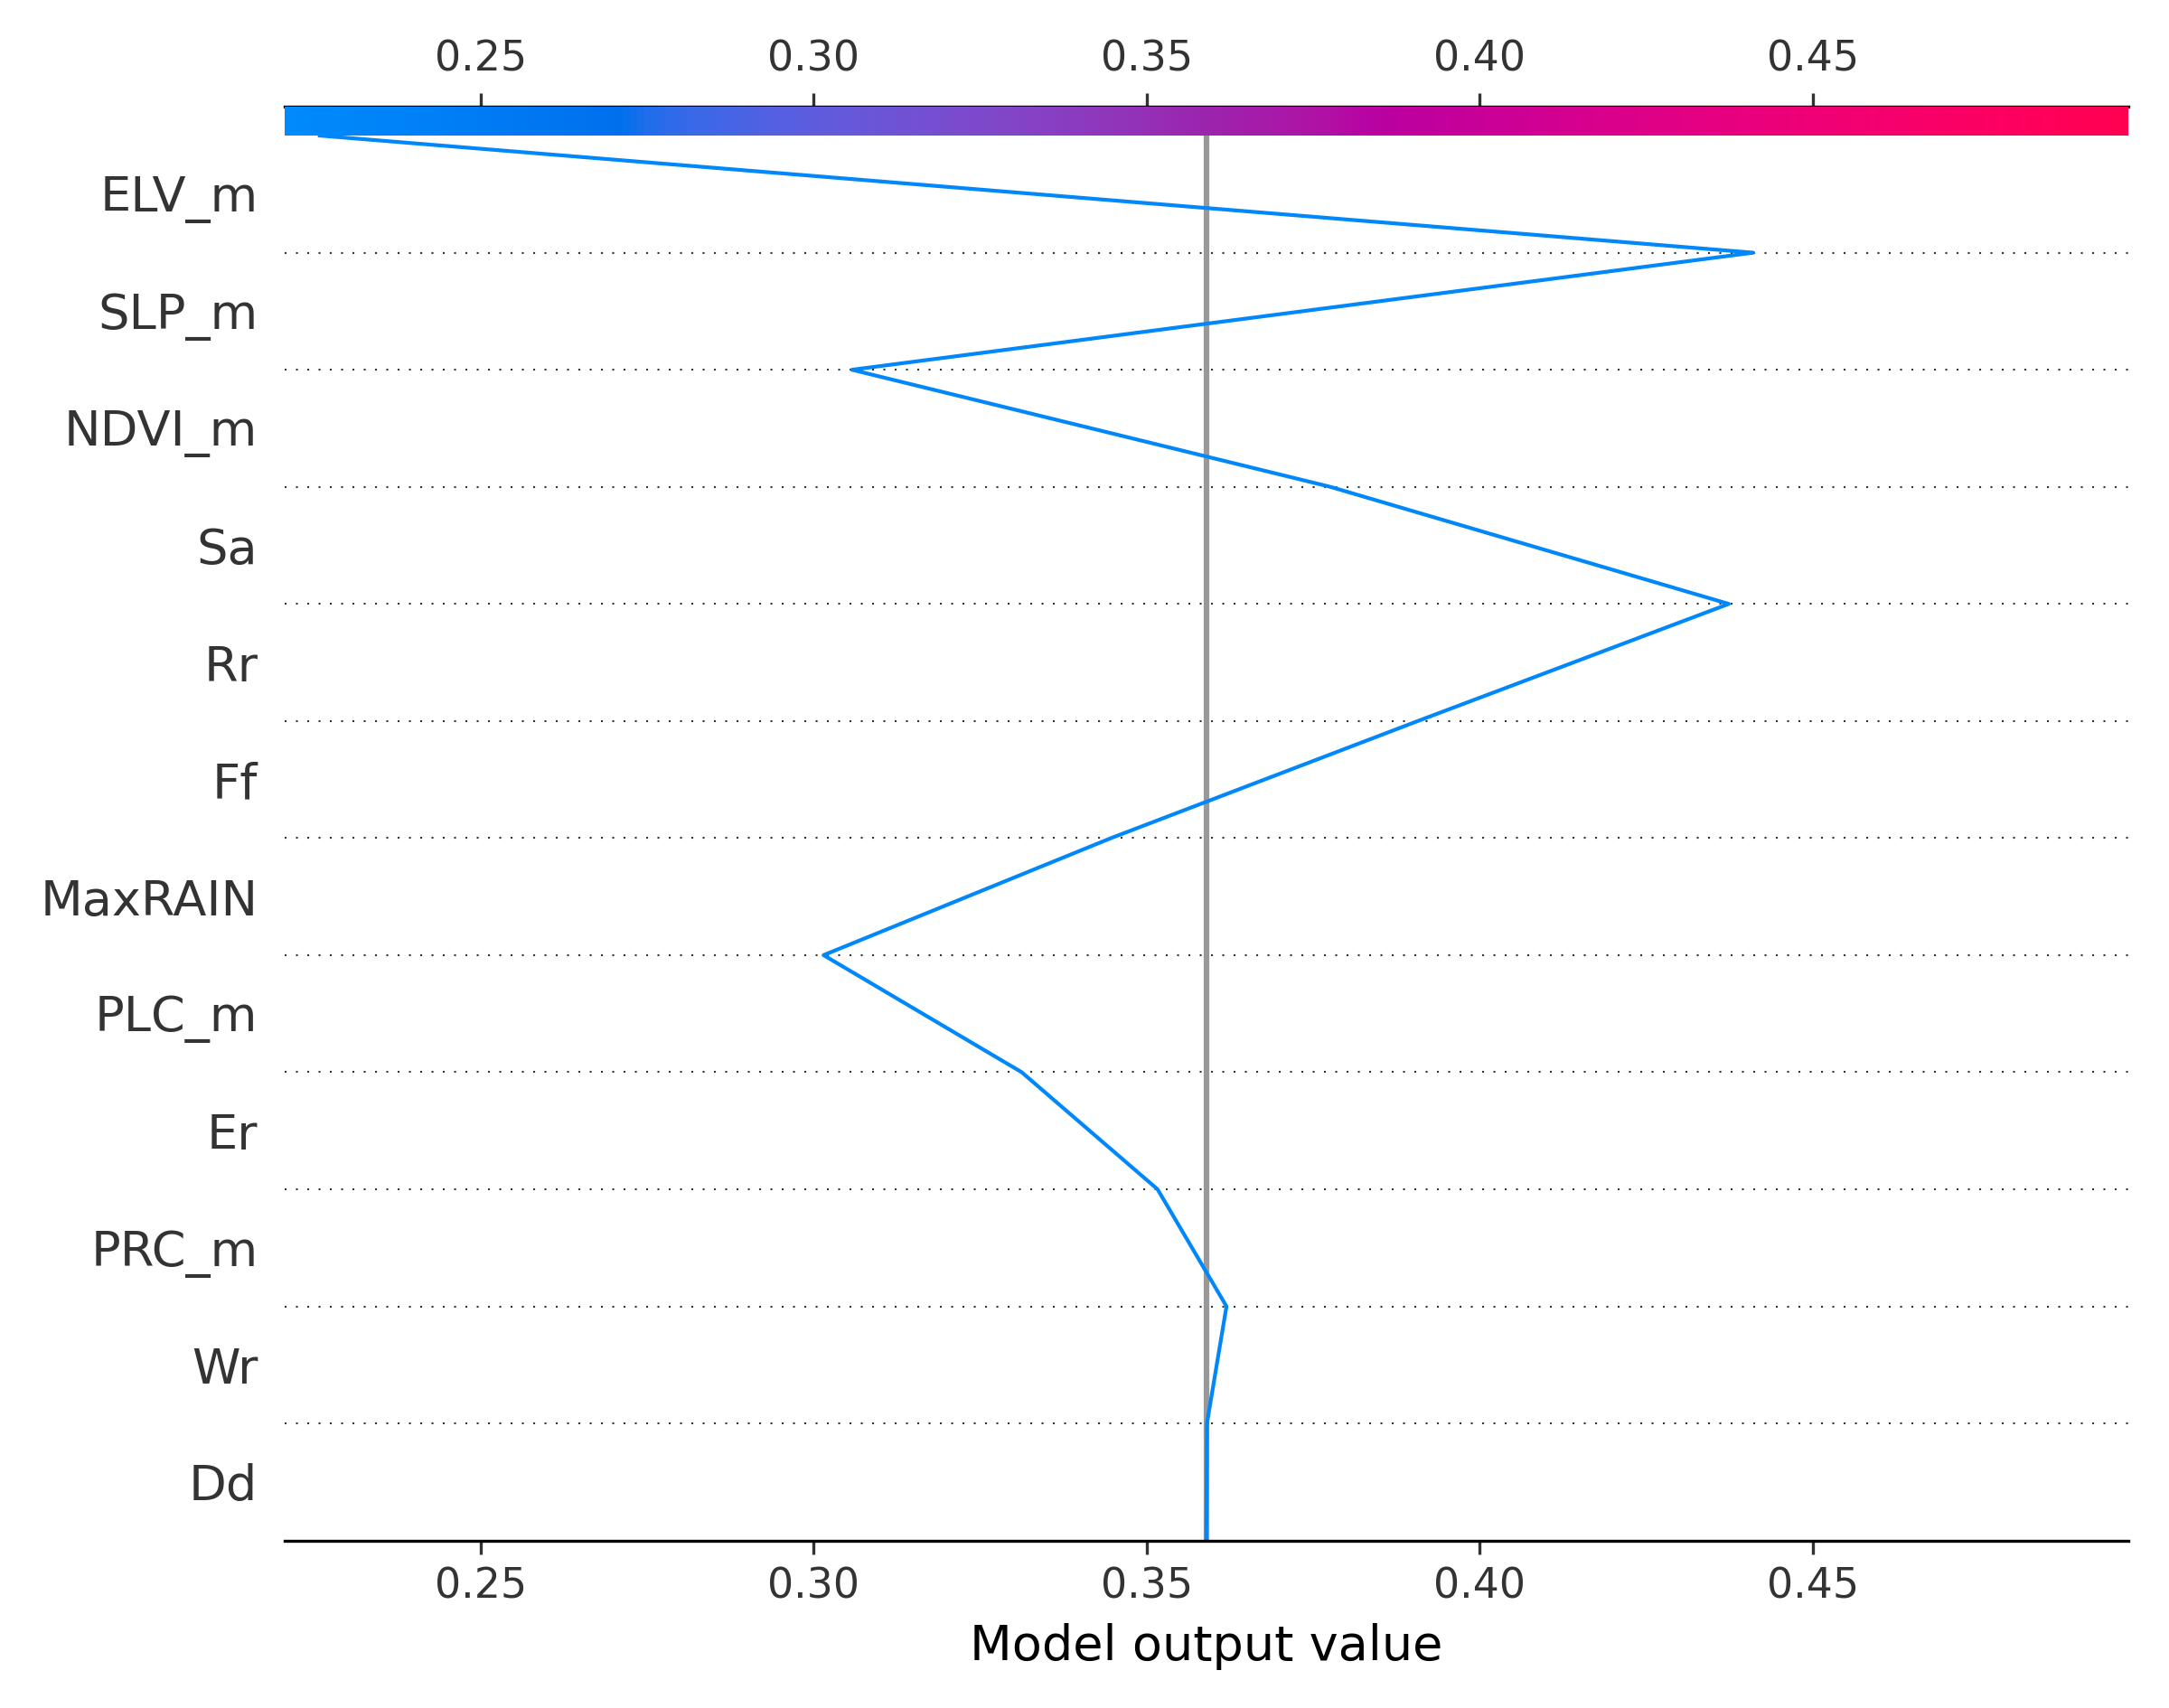 0.25 0.30 0.35 0.40 0.45
ELV_m
SLP_m
NDVI_m
Sa
Rr
Ff
MaxRAIN
PLC_m
Er
PRC_m
Wr
Dd
0.25 0.30 0.35 0.40 0.45
Model output value